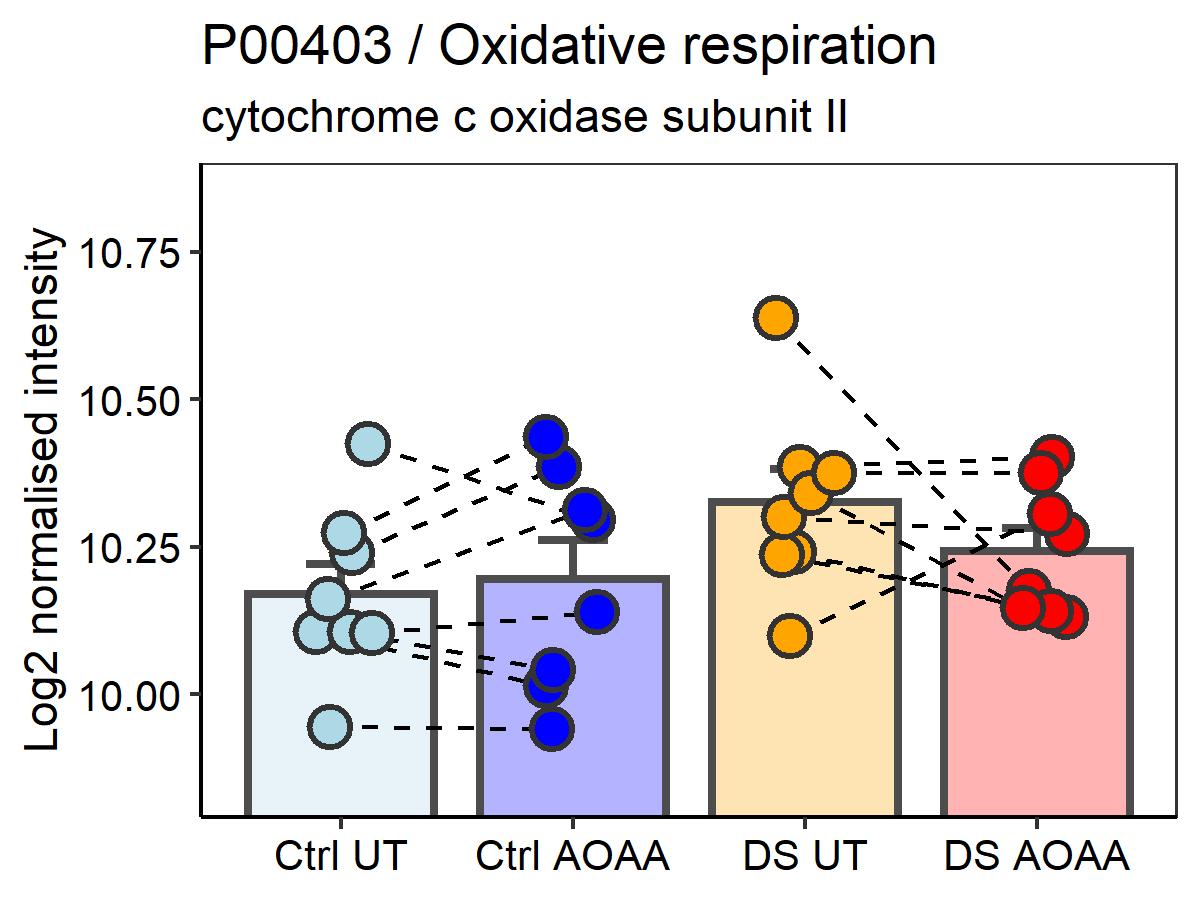 P00403 / Oxidative respiration
cytochrome c oxidase subunit II
Log2 normalised intensity
10.75
10.50
10.25
10.00
Ctrl UT
Ctrl AOAA
DS UT
DS AOAA